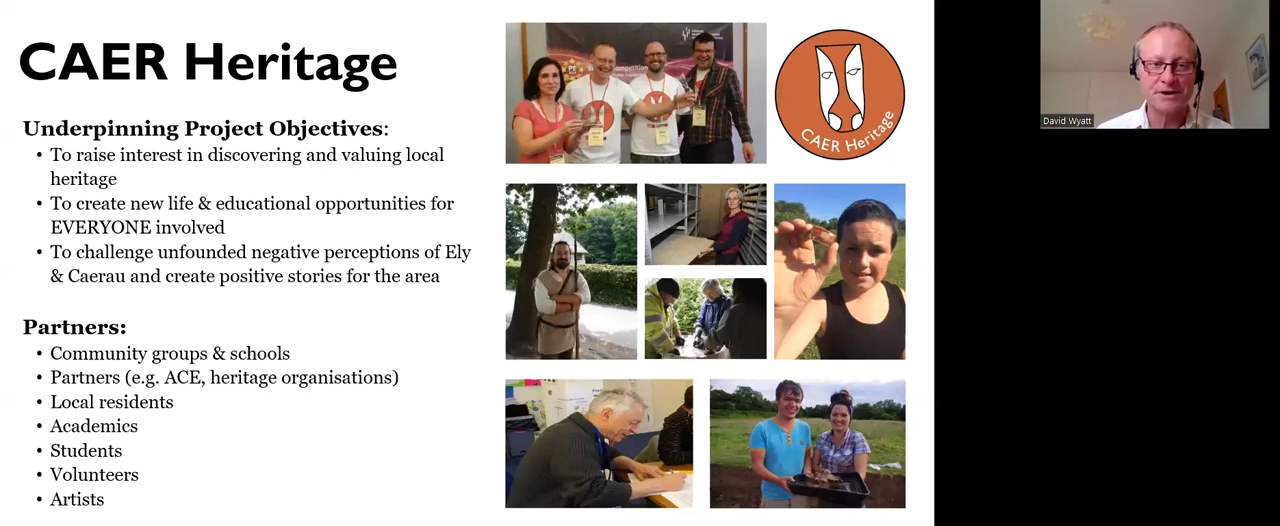 CAER Heritage
Underpinning Project Objectives:
• To raise interest in discovering and valuing local
heritage
• To create new life & educational opportunities for
EVERYONE involved
• To challenge unfounded negative perceptions of Ely
& Caerau and create positive stories for the area
Partners:
• Community groups & schools
• Partners (e.g. ACE, heritage organisations)
• Local residents
• Academics
• Students
• Volunteers
• Artists
CAER Heritage
David Wyatt